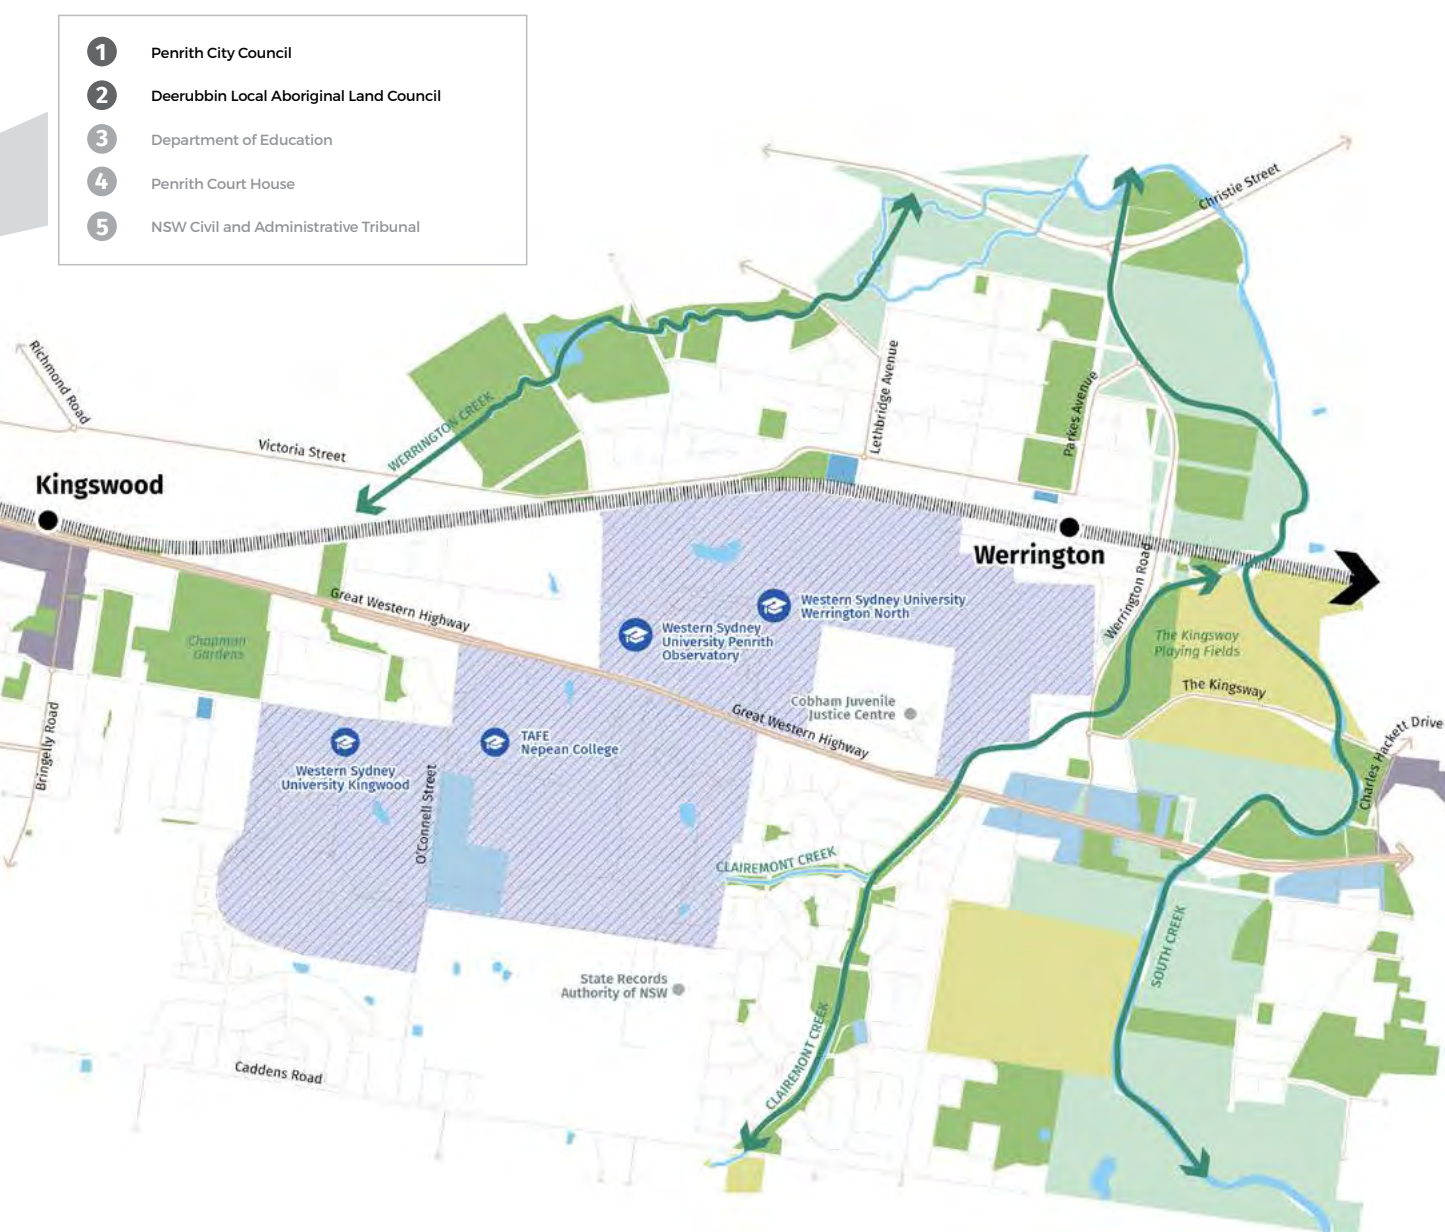 1 Penrith City Council
2 Deerubbin Local Aboriginal Land Council
3 Department of Education
4 Penrith Court House
5 NSW Civil and Administrative Tribunal
Christie Street
Richmond Road
Victoria Street
WERRINGTON CREEK
Lethbridge Avenue
Parkes Avenue
Kingswood
Werrington
Werrington Road
Great Western Highway
Chapman
Gardens
Western Sydney University
Werrington North
Western Sydney
University Penrith
Observatory
The Kingsway
Playing Fields
The Kingsway
Cobham Juvenile
Justice Centre
Great Western Highway
Charles Hackett Drive
Bringelly Road
TAFE
Nepean College
Western Sydney
University Kingwood
O'Connell Street
CLAIREMONT CREEK
SOUTH CREEK
State Records
Authority of NSW
CLAIREMONT CREEK
Caddens Road